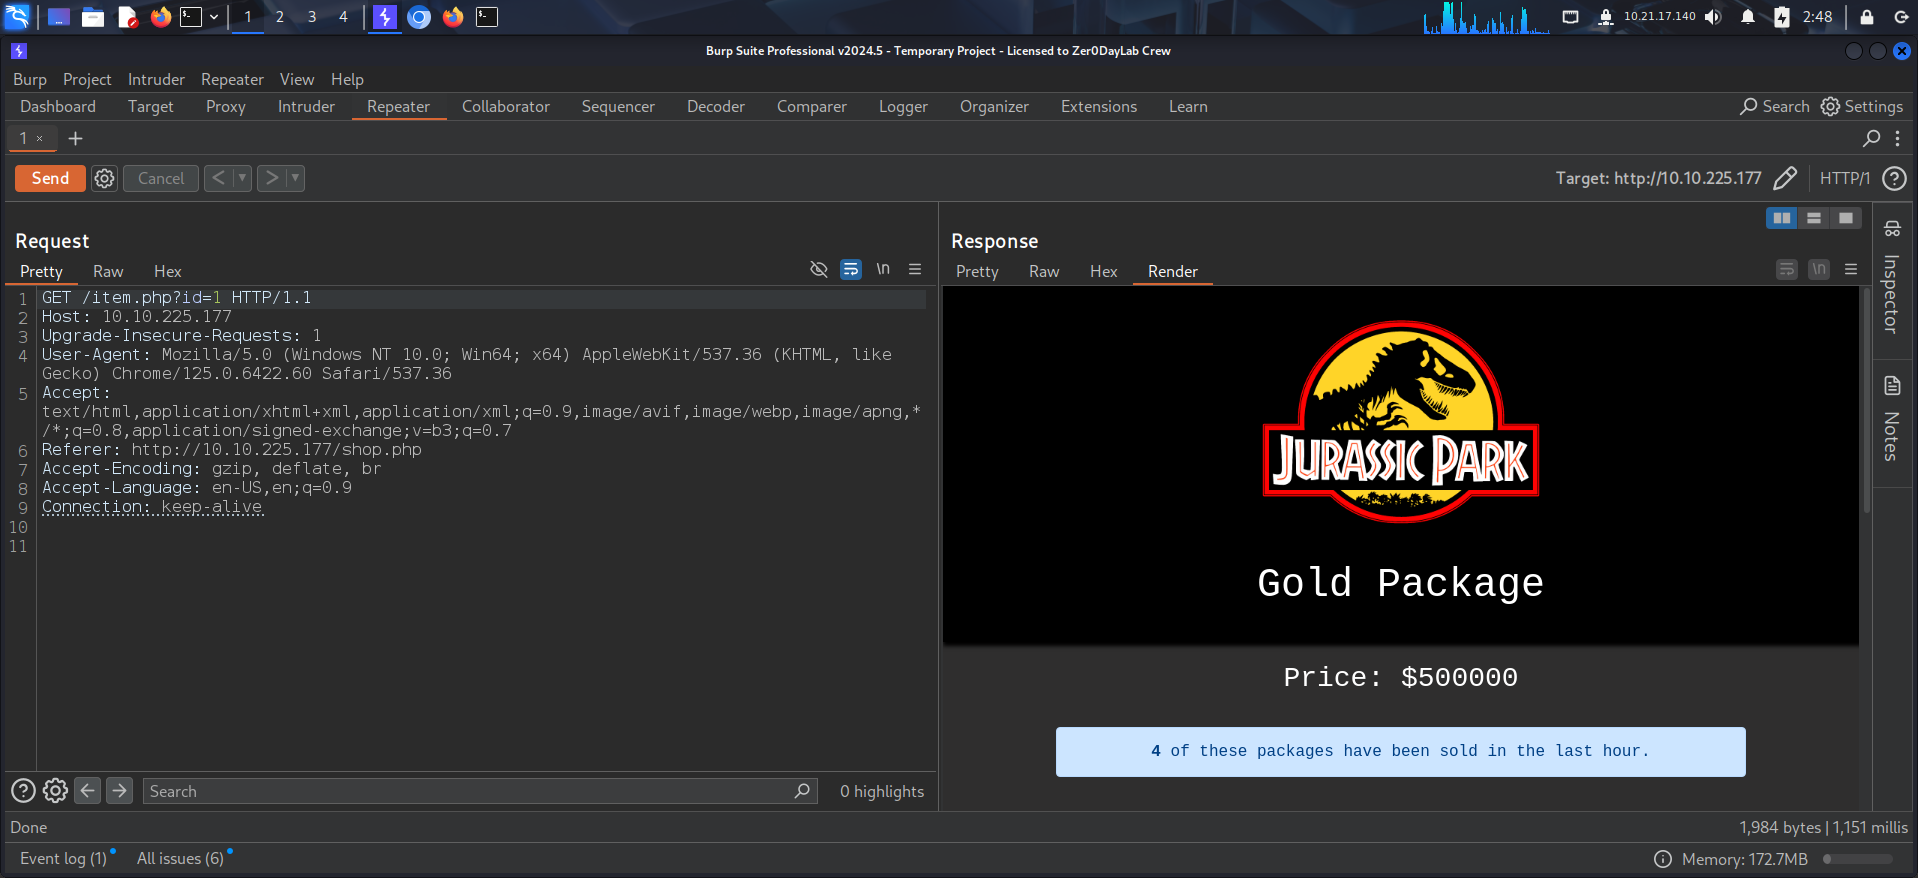 1 2 3 4 10.21.17.140 2:48
Burp Suite Professional v2024.5 - Temporary Project - Licensed to Zer0DayLab Crew
Burp Project Intruder Repeater View Help
Dashboard Target Proxy Intruder Repeater Collaborator Sequencer Decoder Comparer Logger Organizer Extensions Learn Search Settings
1 × +
Send Cancel < > Target: http://10.10.225.177 HTTP/1 ?
Request
Pretty Raw Hex \n
1 GET /item.php?id=1 HTTP/1.1
2 Host: 10.10.225.177
3 Upgrade-Insecure-Requests: 1
4 User-Agent: Mozilla/5.0 (Windows NT 10.0; Win64; x64) AppleWebKit/537.36 (KHTML, like
Gecko) Chrome/125.0.6422.60 Safari/537.36
5 Accept:
text/html,application/xhtml+xml,application/xml;q=0.9,image/avif,image/webp,image/apng,*
/*;q=0.8,application/signed-exchange;v=b3;q=0.7
6 Referer: http://10.10.225.177/shop.php
7 Accept-Encoding: gzip, deflate, br
8 Accept-Language: en-US,en;q=0.9
9 Connection: keep-alive
10
11
Search 0 highlights
Response
Pretty Raw Hex Render \n
JURASSIC PARK
Gold Package
Price: $500000
4 of these packages have been sold in the last hour.
Inspector
Notes
Done 1,984 bytes | 1,151 millis
Event log (1) All issues (6) Memory: 172.7MB